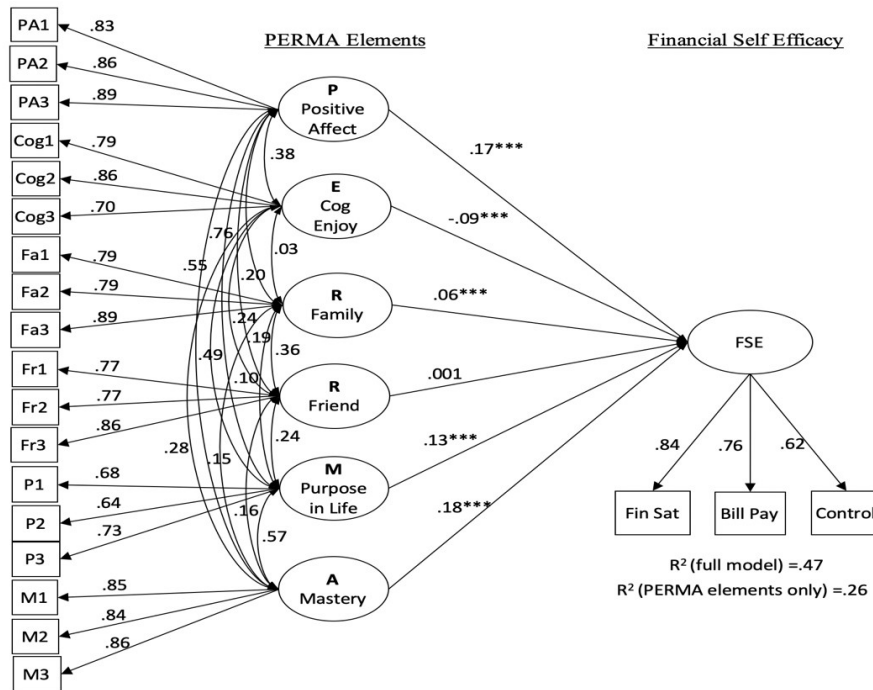 PERMA Elements
Financial Self Efficacy
PA1
.83
PA2
.86
PA3
.89
Cog1
.79
Cog2
.86
Cog3
.70
Fa1
.79
Fa2
.79
Fa3
.89
Fr1
.77
Fr2
.77
Fr3
.86
P1
.68
P2
.64
P3
.73
M1
.85
M2
.84
M3
.86
P
Positive
Affect
.38
E
Cog
Enjoy
.03
R
Family
.36
R
Friend
.24
M
Purpose
in Life
.57
A
Mastery
.76
.55
.20
.24
.19
.49
.10
.28
.15
.16
.17***
-.09***
.06***
.001
.13***
.18***
FSE
.84
.76
.62
Fin Sat
Bill Pay
Control
R² (full model) =.47
R² (PERMA elements only) =.26